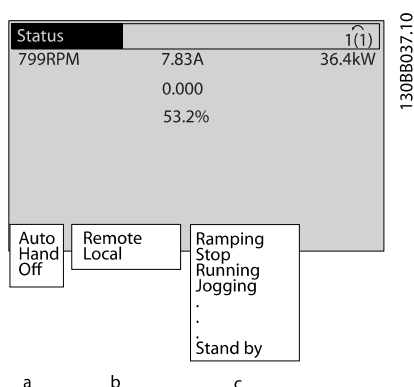 Status
1(1)
799RPM 7.83A 36.4kW
0.000
53.2%
Auto
Hand
Off
Remote
Local
Ramping
Stop
Running
Jogging
.
.
.
Stand by
a b c
130BB037.10